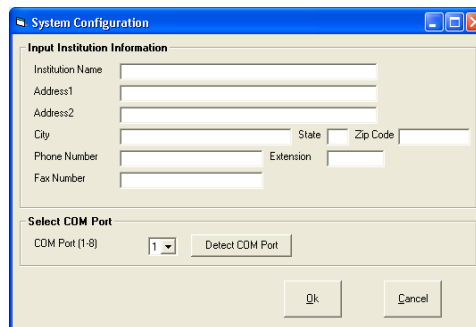 System Configuration
Input Institution Information
Institution Name
Address1
Address2
City State Zip Code
Phone Number Extension
Fax Number
Select COM Port
COM Port (1-8) 1 Detect COM Port
Ok Cancel